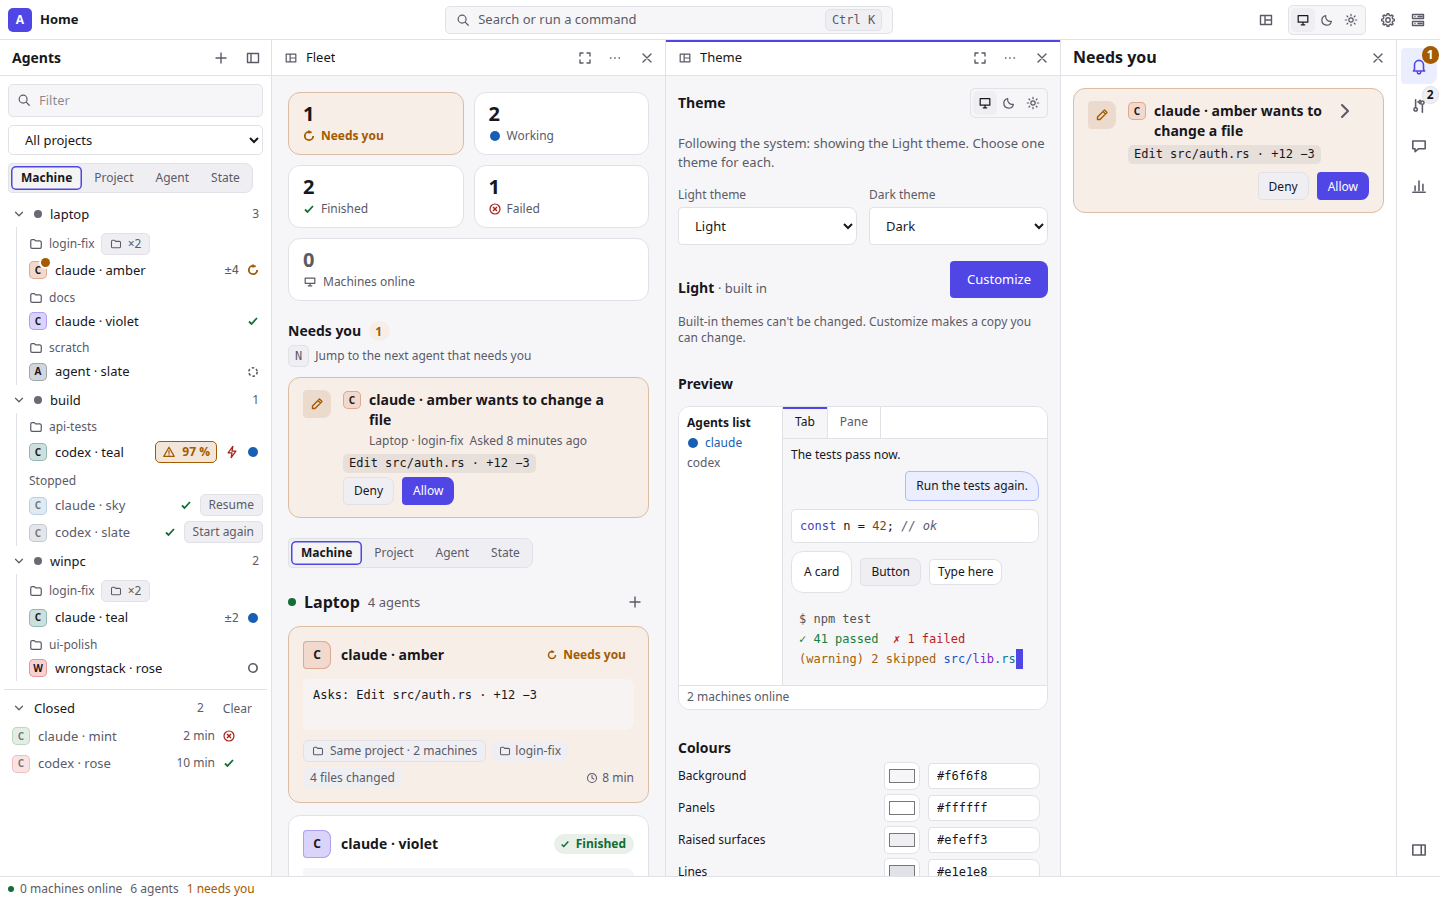 A Home
Search or run a command Ctrl K
Agents
Filter
All projects
Machine Project Agent State
laptop 3
login-fix ×2
C claude · amber ±4
docs
C claude · violet
scratch
A agent · slate
build 1
api-tests
C codex · teal 97 %
Stopped
C claude · sky Resume
C codex · slate Start again
winpc 2
login-fix ×2
C claude · teal ±2
ui-polish
W wrongstack · rose
Closed 2 Clear
C claude · mint 2 min
C codex · rose 10 min
Fleet
1
Needs you
2
Working
2
Finished
1
Failed
0
Machines online
Needs you 1
N Jump to the next agent that needs you
C claude · amber wants to change a
file
Laptop · login-fix Asked 8 minutes ago
Edit src/auth.rs · +12 −3
Deny Allow
Machine Project Agent State
Laptop 4 agents
C claude · amber Needs you
Asks: Edit src/auth.rs · +12 −3
Same project · 2 machines login-fix
4 files changed 8 min
C claude · violet Finished
Theme
Theme
Following the system: showing the Light theme. Choose one
theme for each.
Light theme Dark theme
Light Dark
Light · built in Customize
Built-in themes can't be changed. Customize makes a copy you
can change.
Preview
Agents list
claude
codex
Tab Pane
The tests pass now.
Run the tests again.
const n = 42; // ok
A card Button Type here
$ npm test
✓ 41 passed ✗ 1 failed
(warning) 2 skipped src/lib.rs
2 machines online
Colours
Background #f6f6f8
Panels #ffffff
Raised surfaces #efeff3
Lines #e1e1e8
Needs you
C claude · amber wants to
change a file
Edit src/auth.rs · +12 −3
Deny Allow
1
2
0 machines online 6 agents 1 needs you